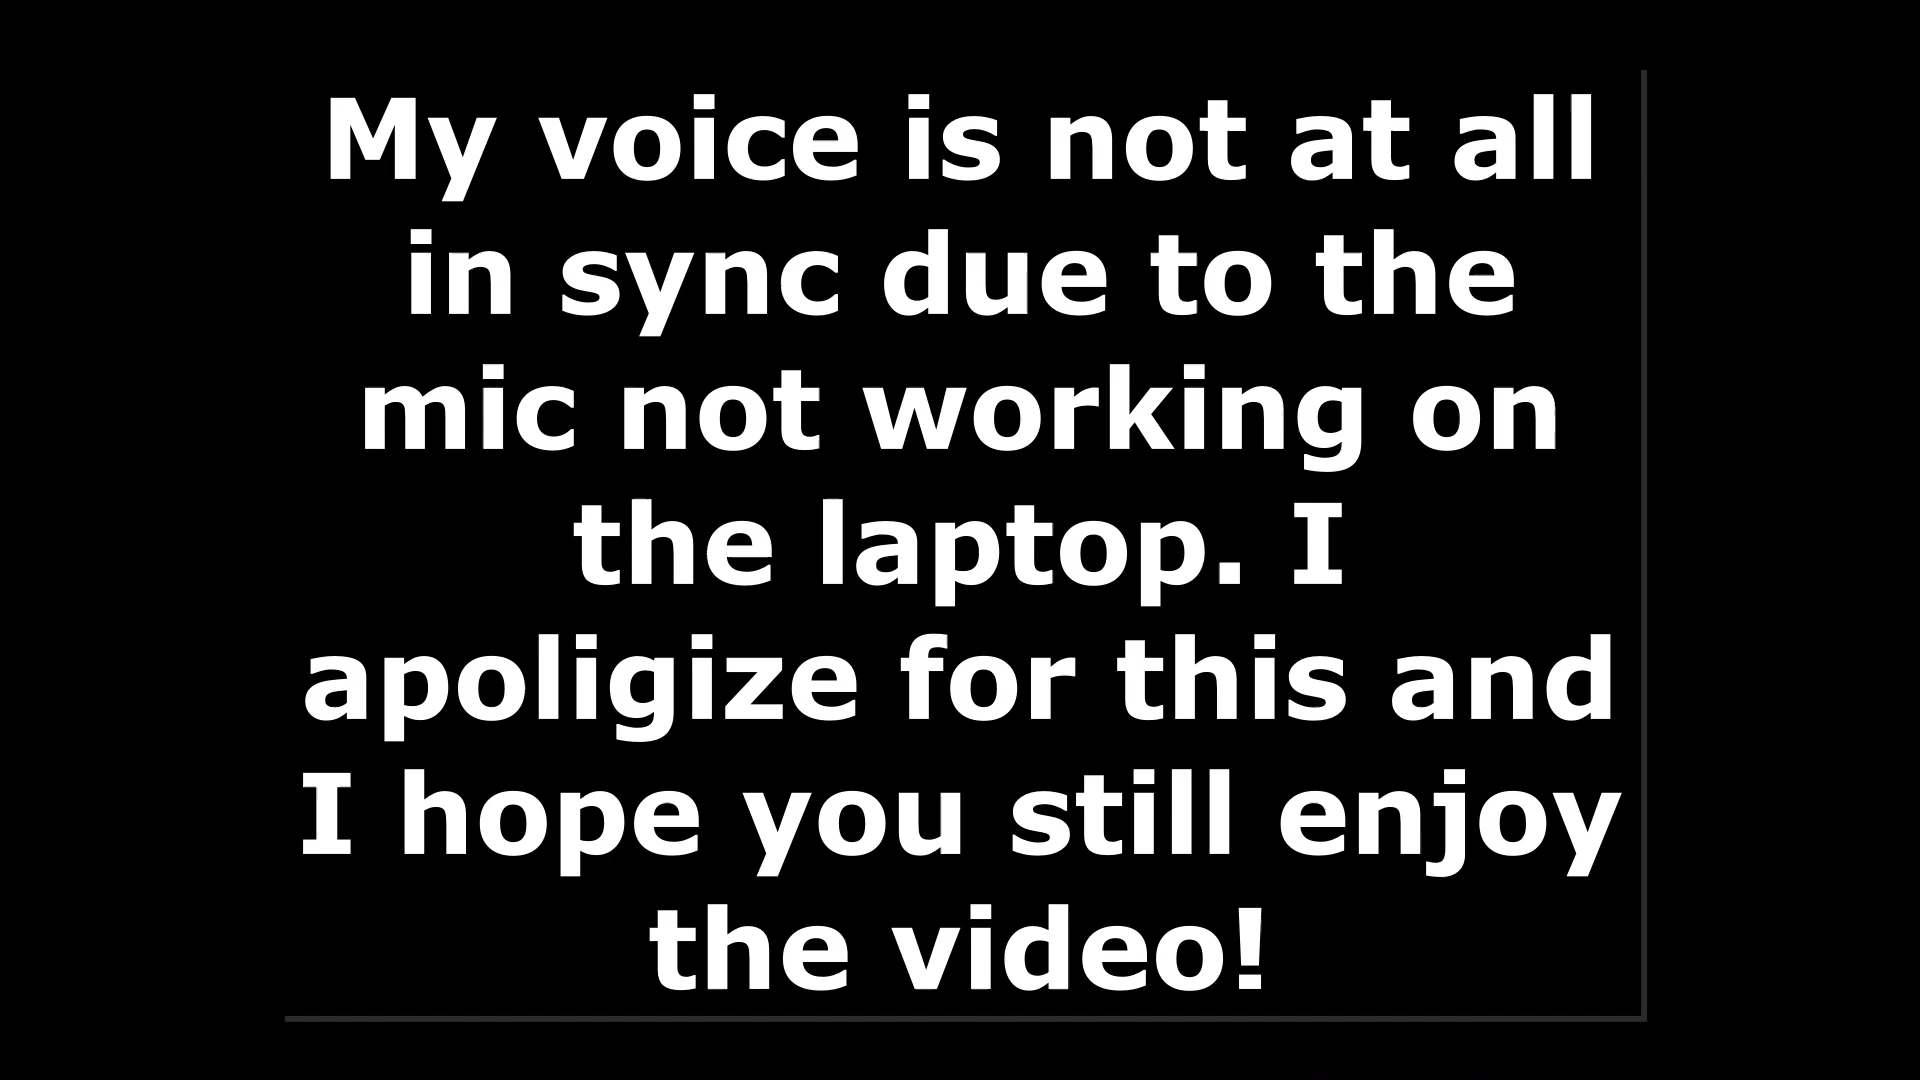 My voice is not at all
in sync due to the
mic not working on
the laptop. I
apoligize for this and
I hope you still enjoy
the video!